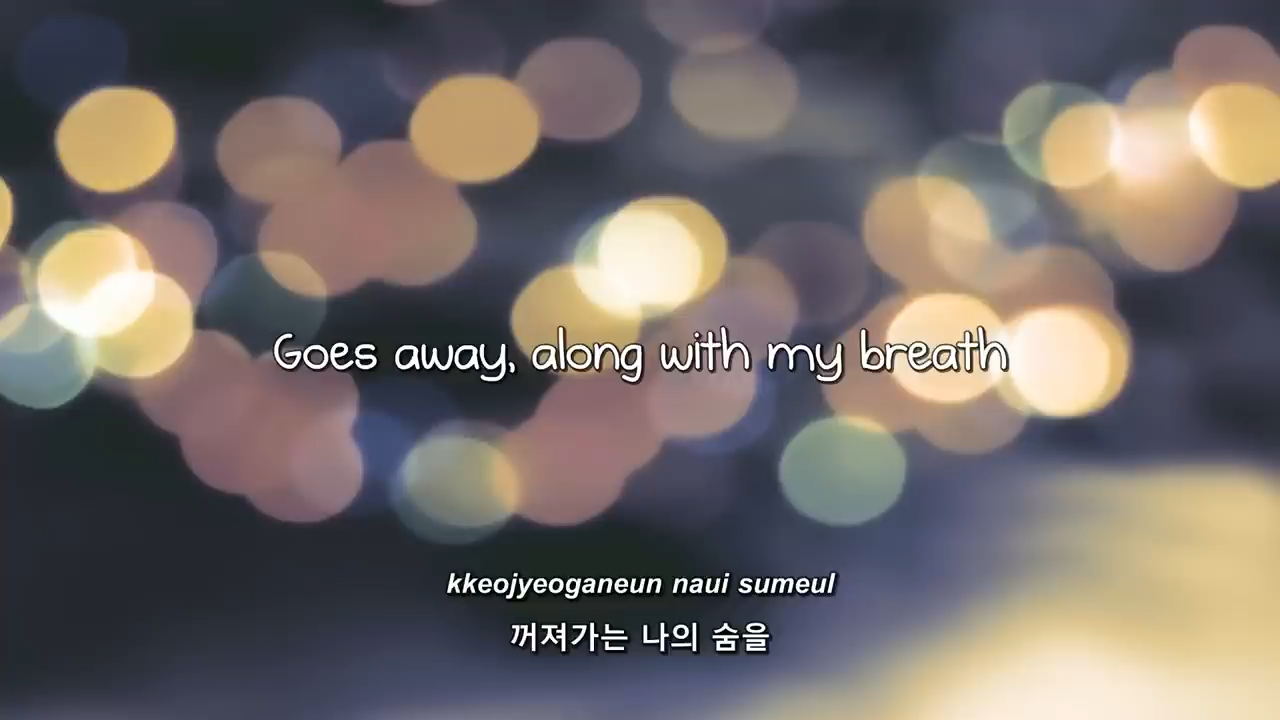 Goes away, along with my breath
kkeojyeoganeun naui sumeul
꺼져가는 나의 숨을